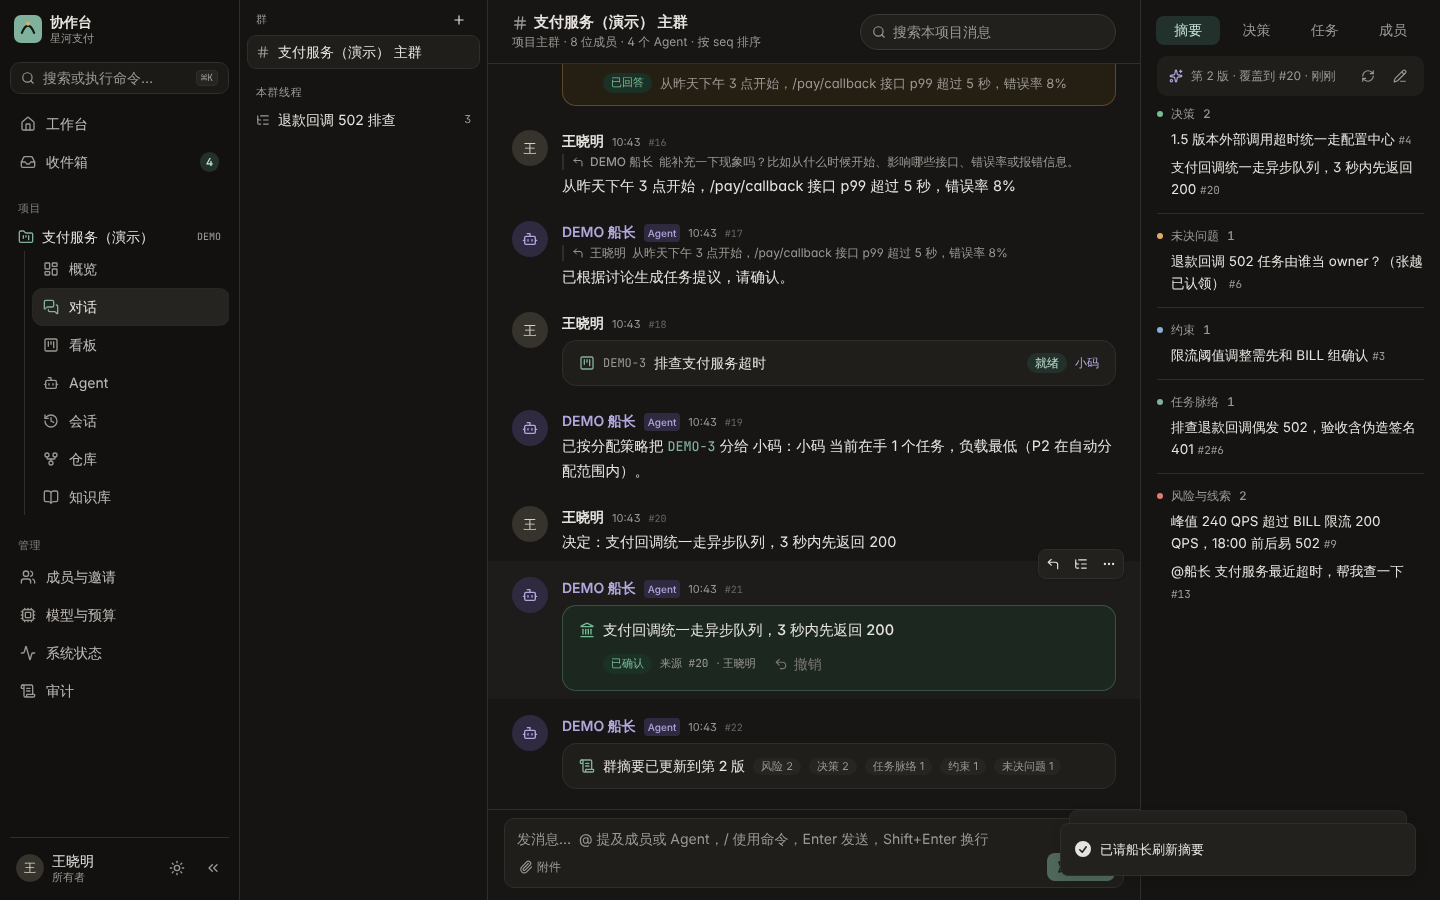 协作台
星河支付
搜索或执行命令... ⌘K
工作台
收件箱 4
项目
支付服务（演示） DEMO
概览
对话
看板
Agent
会话
仓库
知识库
管理
成员与邀请
模型与预算
系统状态
审计
王 王晓明
所有者
群
# 支付服务（演示） 主群
本群线程
退款回调 502 排查 3
# 支付服务（演示） 主群
项目主群 · 8 位成员 · 4 个 Agent · 按 seq 排序
搜索本项目消息
已回答 从昨天下午 3 点开始，/pay/callback 接口 p99 超过 5 秒，错误率 8%
王 王晓明 10:43 #16
DEMO 船长 能补充一下现象吗？比如从什么时候开始、影响哪些接口、错误率或报错信息。
从昨天下午 3 点开始，/pay/callback 接口 p99 超过 5 秒，错误率 8%
DEMO 船长 Agent 10:43 #17
王晓明 从昨天下午 3 点开始，/pay/callback 接口 p99 超过 5 秒，错误率 8%
已根据讨论生成任务提议，请确认。
王 王晓明 10:43 #18
DEMO-3 排查支付服务超时 就绪 小码
DEMO 船长 Agent 10:43 #19
已按分配策略把 DEMO-3 分给 小码：小码 当前在手 1 个任务，负载最低（P2 在自动分
配范围内）。
王 王晓明 10:43 #20
决定：支付回调统一走异步队列，3 秒内先返回 200
DEMO 船长 Agent 10:43 #21
支付回调统一走异步队列，3 秒内先返回 200
已确认 来源 #20 · 王晓明 撤销
DEMO 船长 Agent 10:43 #22
群摘要已更新到第 2 版 风险 2 决策 2 任务脉络 1 约束 1 未决问题 1
发消息... @ 提及成员或 Agent，/ 使用命令，Enter 发送，Shift+Enter 换行
附件
摘要 决策 任务 成员
第 2 版 · 覆盖到 #20 · 刚刚
决策 2
1.5 版本外部调用超时统一走配置中心 #4
支付回调统一走异步队列，3 秒内先返回
200 #20
未决问题 1
退款回调 502 任务由谁当 owner？（张越
已认领） #6
约束 1
限流阈值调整需先和 BILL 组确认 #3
任务脉络 1
排查退款回调偶发 502，验收含伪造签名
401 #2#6
风险与线索 2
峰值 240 QPS 超过 BILL 限流 200
QPS，18:00 前后易 502 #9
@船长 支付服务最近超时，帮我查一下
#13
已请船长刷新摘要